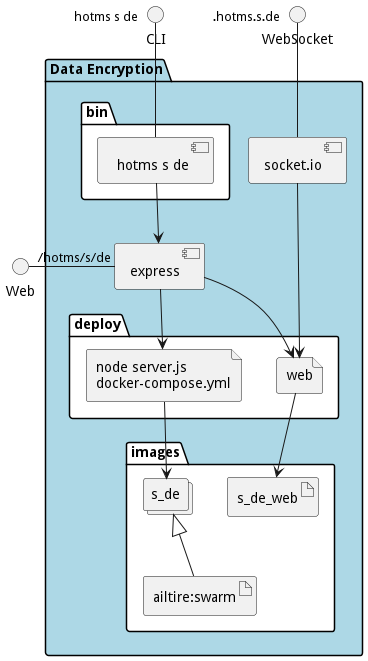 hotms s de
.hotms.s.de
CLI
WebSocket
Data Encryption
bin
hotms s de
socket.io
/hotms/s/de
Web
express
deploy
node server.js
docker-compose.yml
web
images
s_de
s_de_web
ailtire:swarm